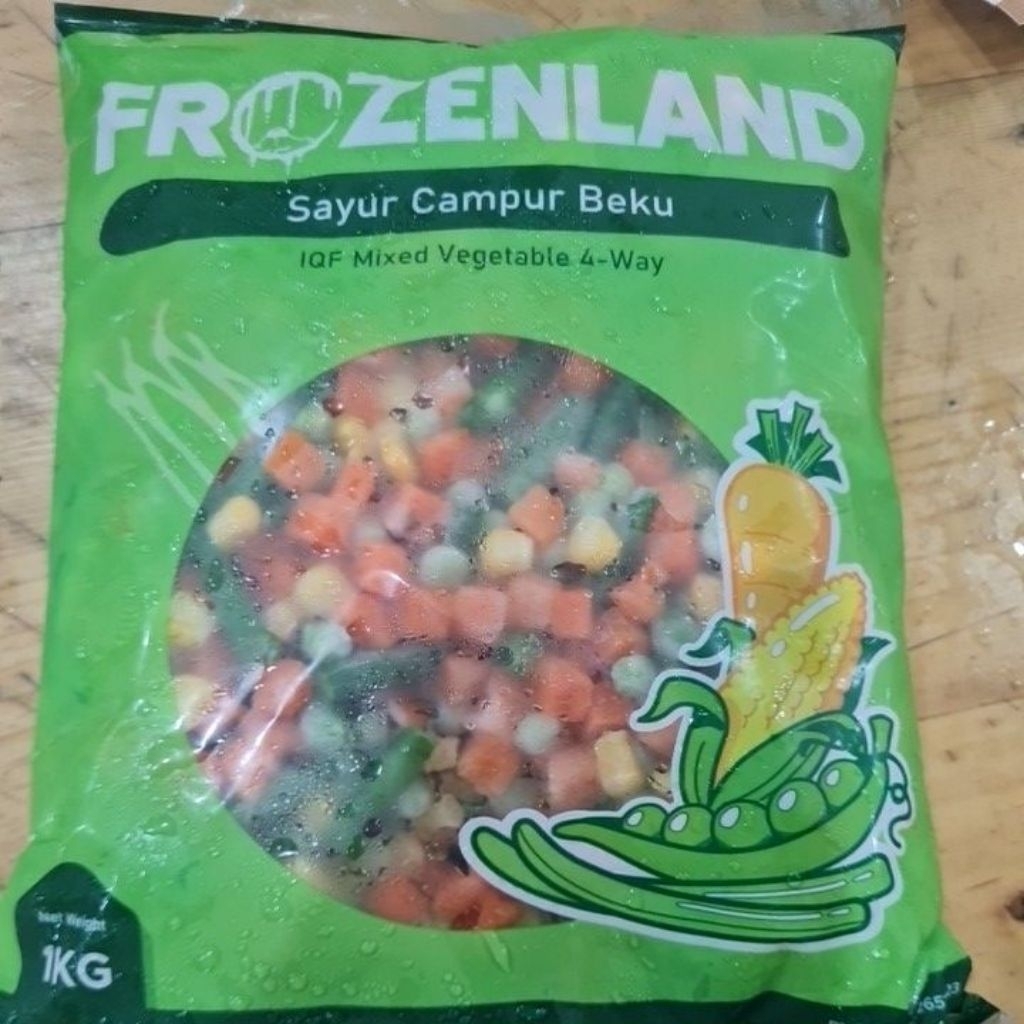 FROZENLAND
Sayur Campur Beku
IQF Mixed Vegetable 4-Way
Net Weight
1KG